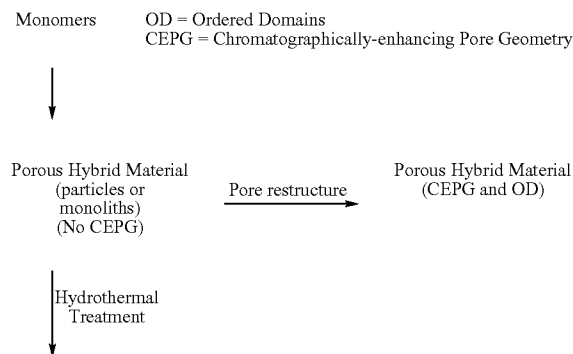 Monomers
OD = Ordered Domains
CEPG = Chromatographically-enhancing Pore Geometry
Porous Hybrid Material
(particles or
monoliths)
(No CEPG)
Pore restructure
Porous Hybrid Material
(CEPG and OD)
Hydrothermal
Treatment